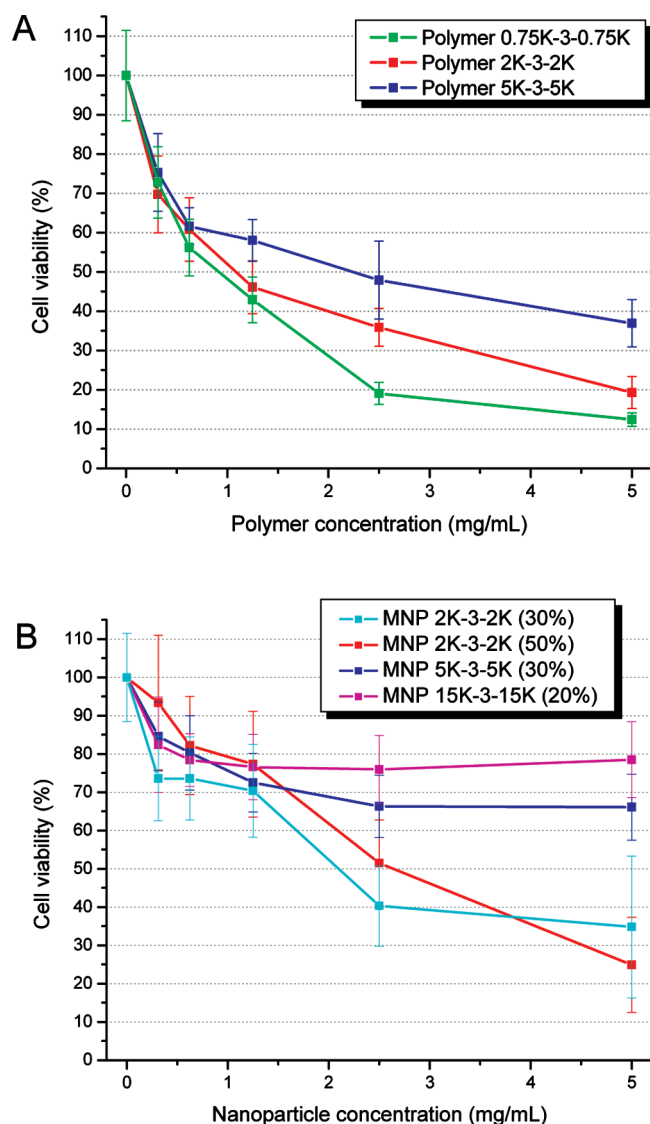 A
Polymer 0.75K-3-0.75K
Polymer 2K-3-2K
Polymer 5K-3-5K
110
100
90
80
70
60
50
40
30
20
10
0
Cell viability (%)
0 1 2 3 4 5
Polymer concentration (mg/mL)
B
MNP 2K-3-2K (30%)
MNP 2K-3-2K (50%)
MNP 5K-3-5K (30%)
MNP 15K-3-15K (20%)
110
100
90
80
70
60
50
40
30
20
10
0
Cell viability (%)
0 1 2 3 4 5
Nanoparticle concentration (mg/mL)